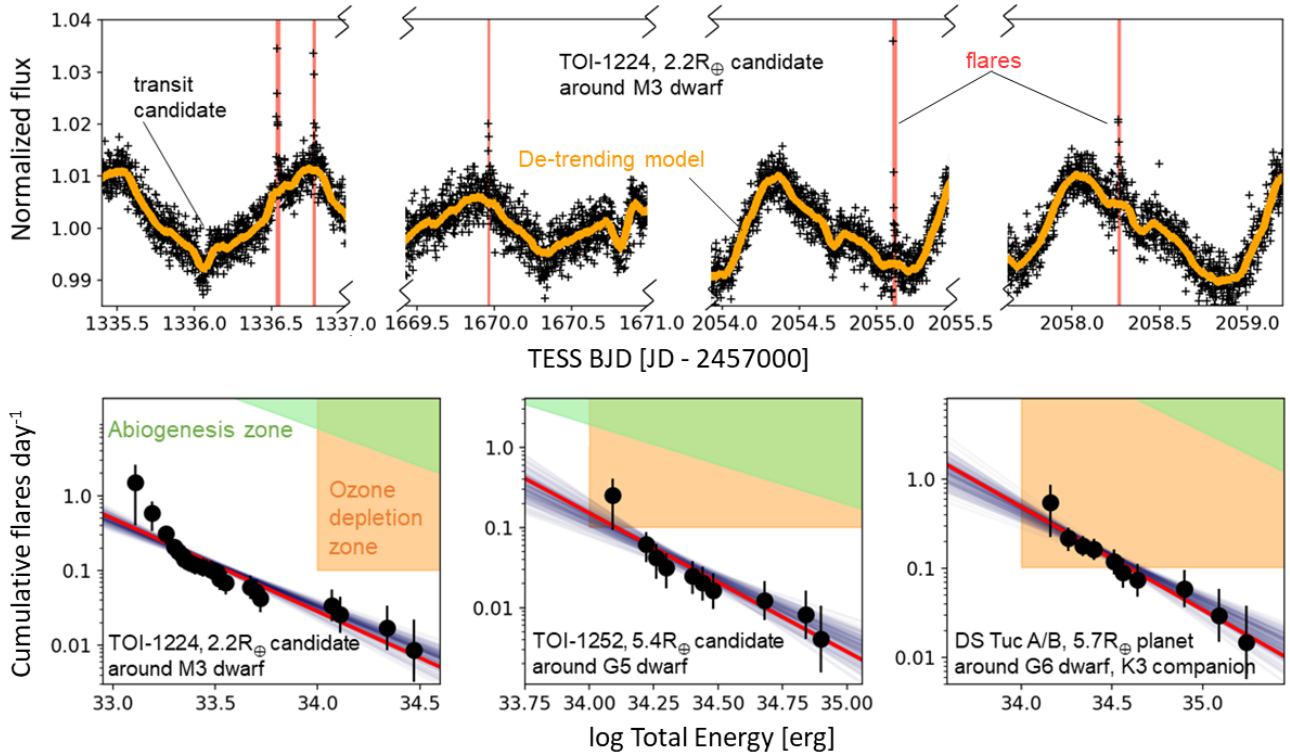 Normalized flux
1.04
1.03
1.02
1.01
1.00
0.99
transit
candidate
TOI-1224, 2.2R⊕ candidate
around M3 dwarf
flares
De-trending model
1335.5 1336.0 1336.5 1337.0
1669.5 1670.0 1670.5 1671.0
2054.0 2054.5 2055.0 2055.5
2058.0 2058.5 2059.0
TESS BJD [JD - 2457000]
Cumulative flares day⁻¹
1.0
0.1
0.01
Abiogenesis zone
Ozone
depletion
zone
TOI-1224, 2.2R⊕ candidate
around M3 dwarf
33.0 33.5 34.0 34.5
1.0
0.1
0.01
TOI-1252, 5.4R⊕ candidate
around G5 dwarf
33.75 34.00 34.25 34.50 34.75 35.00
1.0
0.1
0.01
DS Tuc A/B, 5.7R⊕ planet
around G6 dwarf, K3 companion
34.0 34.5 35.0
log Total Energy [erg]